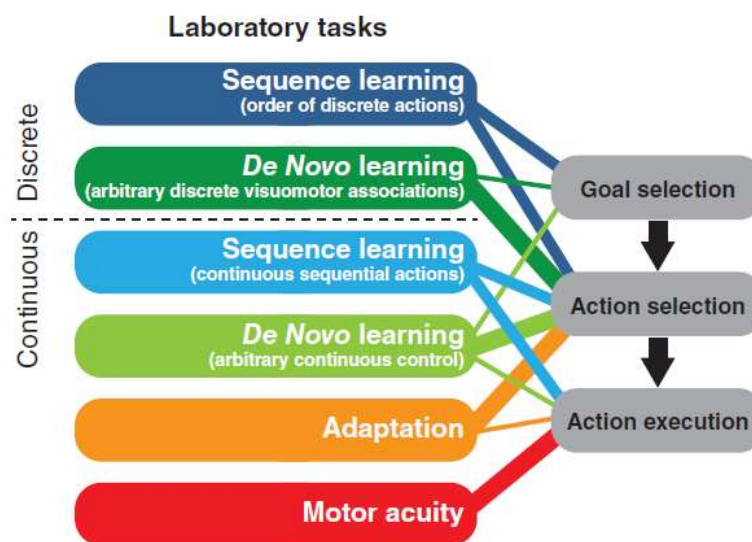 Laboratory tasks
Discrete
Sequence learning
(order of discrete actions)
De Novo learning
(arbitrary discrete visuomotor associations)
Continuous
Sequence learning
(continuous sequential actions)
De Novo learning
(arbitrary continuous control)
Adaptation
Motor acuity
Goal selection
Action selection
Action execution